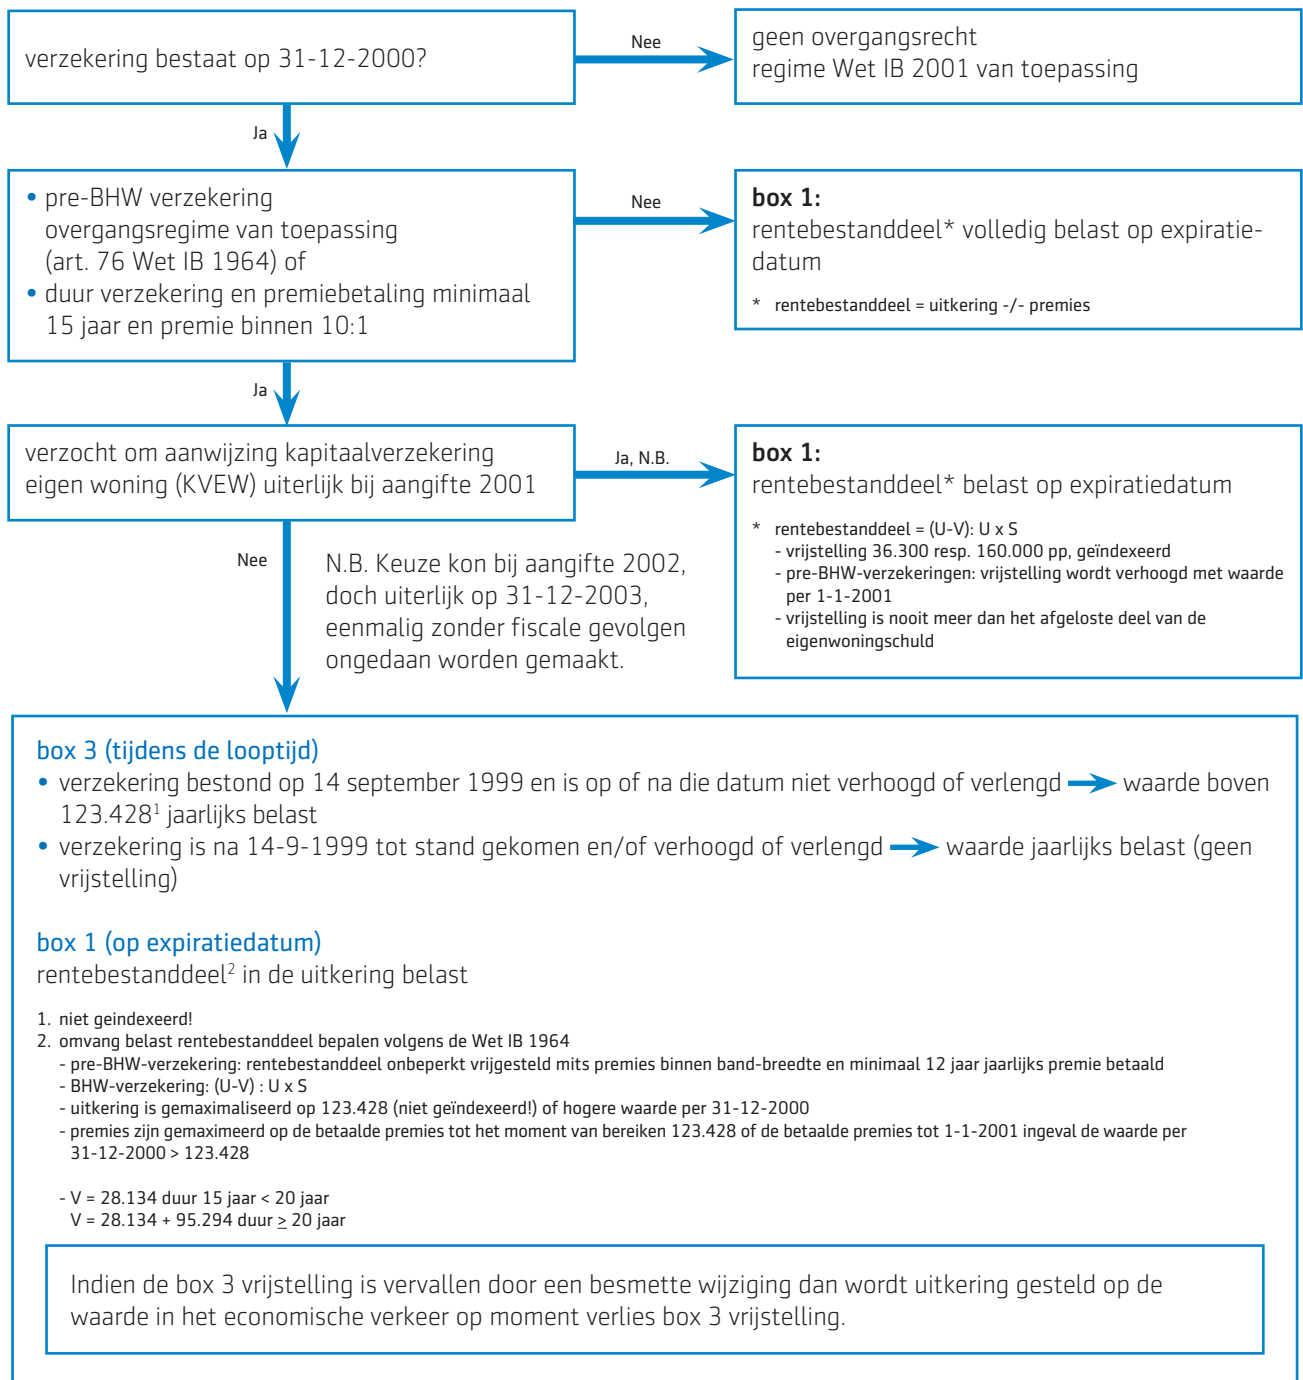 verzekering bestaat op 31-12-2000?
Nee
geen overgangsrecht
regime Wet IB 2001 van toepassing
Ja
• pre-BHW verzekering
overgangsregime van toepassing
(art. 76 Wet IB 1964) of
• duur verzekering en premiebetaling minimaal
15 jaar en premie binnen 10:1
Nee
box 1:
rentebestanddeel* volledig belast op expiratie-
datum
* rentebestanddeel = uitkering -/- premies
Ja
verzocht om aanwijzing kapitaalverzekering
eigen woning (KVEW) uiterlijk bij aangifte 2001
Ja, N.B.
box 1:
rentebestanddeel* belast op expiratiedatum
* rentebestanddeel = (U-V): U x S
- vrijstelling 36.300 resp. 160.000 pp, geïndexeerd
- pre-BHW-verzekeringen: vrijstelling wordt verhoogd met waarde
per 1-1-2001
- vrijstelling is nooit meer dan het afgeloste deel van de
eigenwoningschuld
Nee
N.B. Keuze kon bij aangifte 2002,
doch uiterlijk op 31-12-2003,
eenmalig zonder fiscale gevolgen
ongedaan worden gemaakt.
box 3 (tijdens de looptijd)
• verzekering bestond op 14 september 1999 en is op of na die datum niet verhoogd of verlengd → waarde boven
123.428¹ jaarlijks belast
• verzekering is na 14-9-1999 tot stand gekomen en/of verhoogd of verlengd → waarde jaarlijks belast (geen
vrijstelling)
box 1 (op expiratiedatum)
rentebestanddeel² in de uitkering belast
1. niet geindexeerd!
2. omvang belast rentebestanddeel bepalen volgens de Wet IB 1964
- pre-BHW-verzekering: rentebestanddeel onbeperkt vrijgesteld mits premies binnen band-breedte en minimaal 12 jaar jaarlijks premie betaald
- BHW-verzekering: (U-V) : U x S
- uitkering is gemaximaliseerd op 123.428 (niet geïndexeerd!) of hogere waarde per 31-12-2000
- premies zijn gemaximeerd op de betaalde premies tot het moment van bereiken 123.428 of de betaalde premies tot 1-1-2001 ingeval de waarde per
31-12-2000 > 123.428
- V = 28.134 duur 15 jaar < 20 jaar
V = 28.134 + 95.294 duur ≥ 20 jaar
Indien de box 3 vrijstelling is vervallen door een besmette wijziging dan wordt uitkering gesteld op de
waarde in het economische verkeer op moment verlies box 3 vrijstelling.